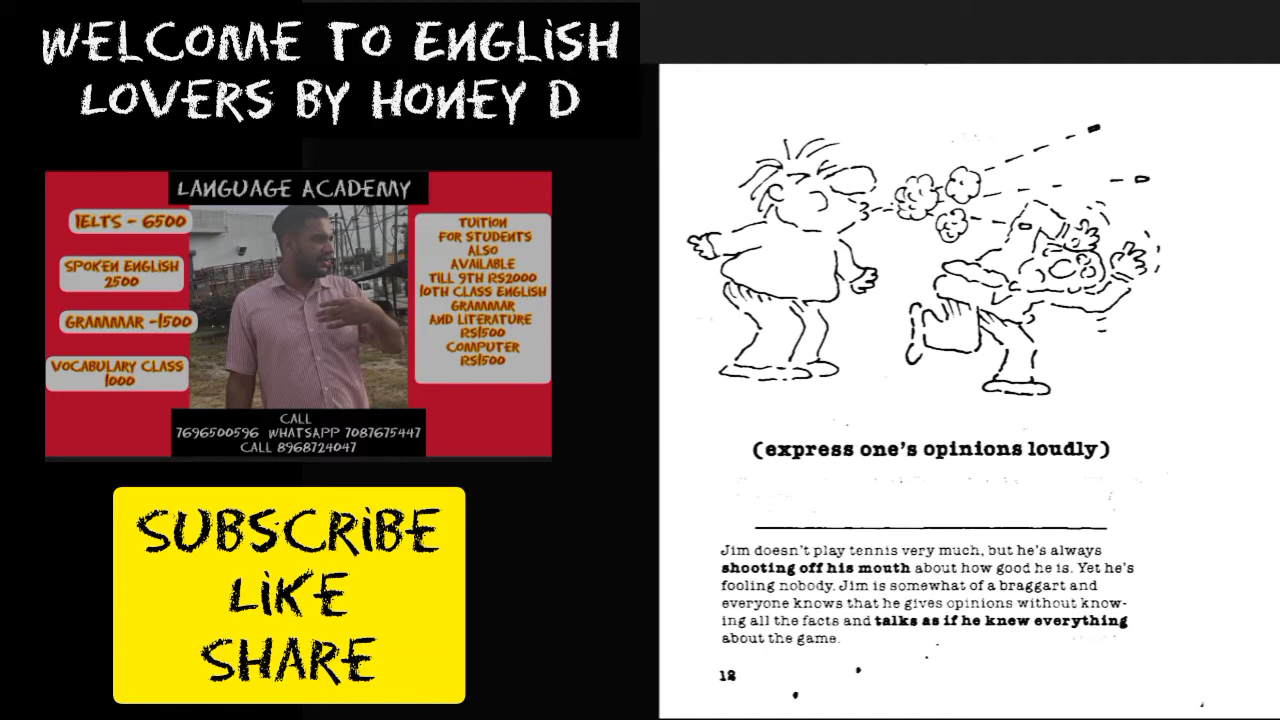 WELCOME TO ENGLISH
LOVERS BY HONEY D
LANGUAGE ACADEMY
IELTS - 6500
SPOKEN ENGLISH
2500
GRAMMAR -1500
VOCABULARY CLASS
1000
TUITION
FOR STUDENTS
ALSO
AVAILABLE
TILL 9TH RS2000
10TH CLASS ENGLISH
GRAMMAR
AND LITERATURE
RS1500
COMPUTER
RS1500
CALL
7696500596 WHATSAPP 7087675447
CALL 8968724047
SUBSCRIBE
LIKE
SHARE
(express one's opinions loudly)
Jim doesn't play tennis very much, but he's always
shooting off his mouth about how good he is. Yet he's
fooling nobody. Jim is somewhat of a braggart and
everyone knows that he gives opinions without know-
ing all the facts and talks as if he knew everything
about the game.
12